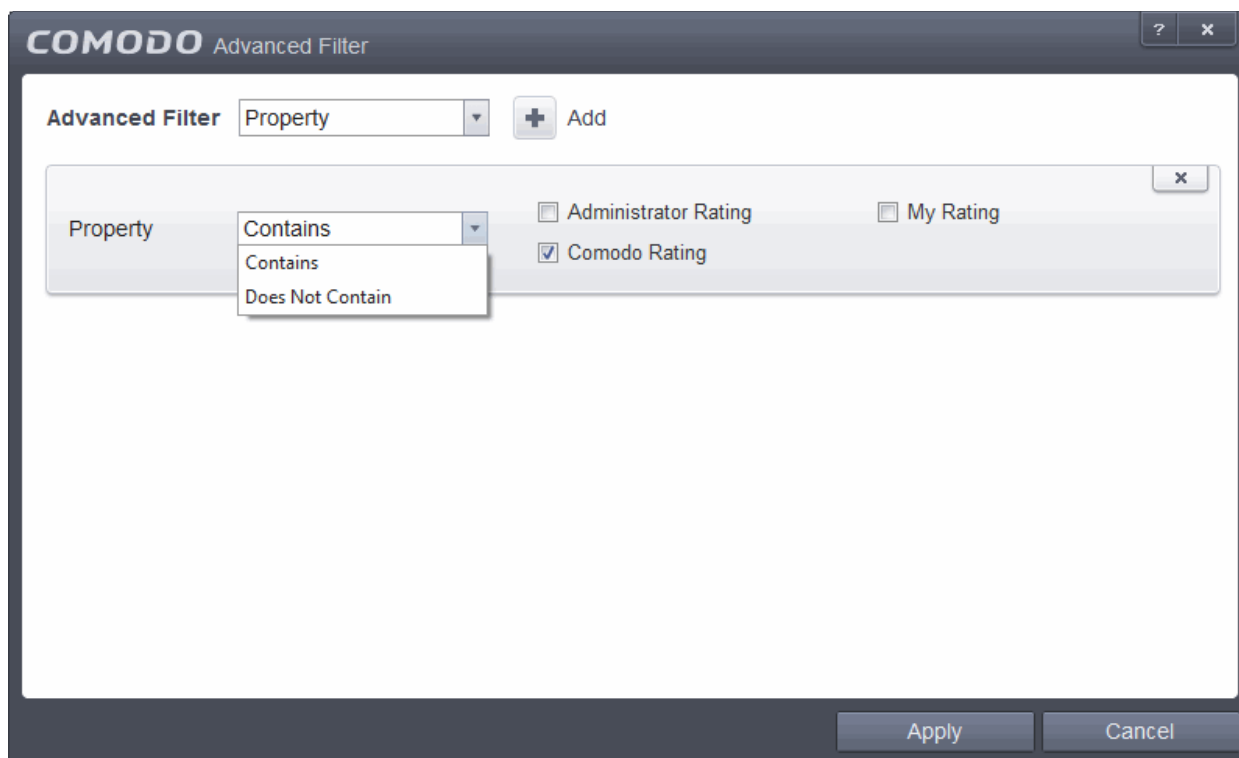 COMODO Advanced Filter
?
×
Advanced Filter Property + Add
×
Property Contains
Administrator Rating My Rating
Comodo Rating
Contains
Does Not Contain
Apply Cancel